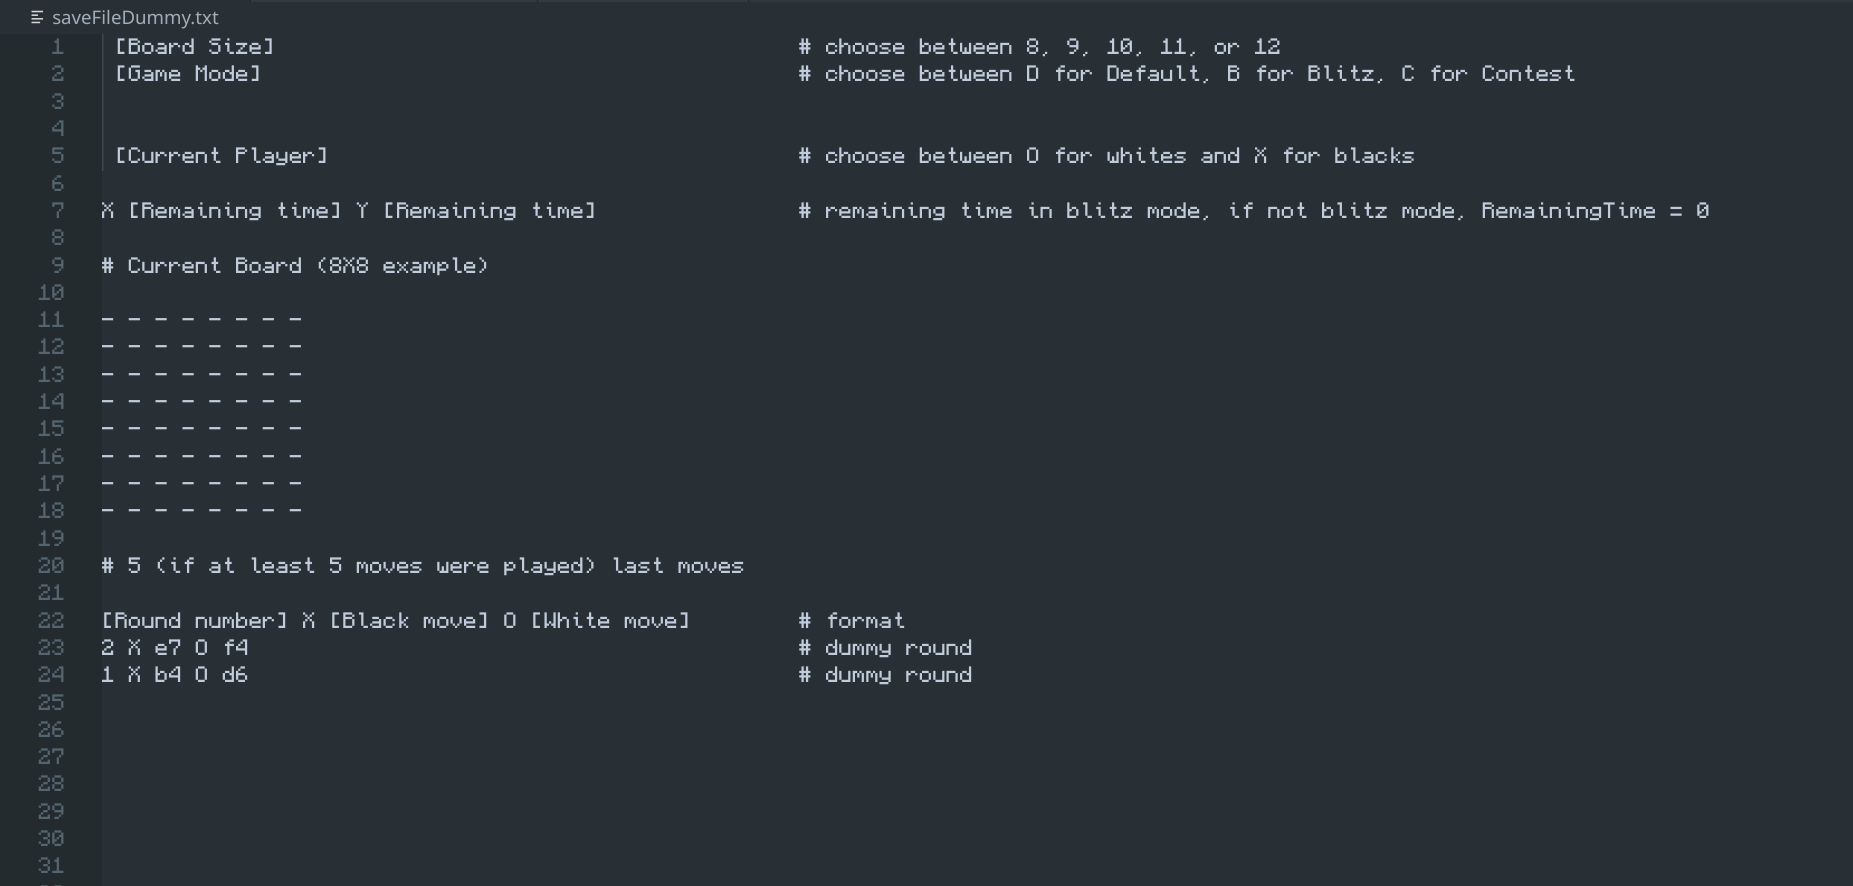 saveFileDummy.txt
1 [Board Size] # choose between 8, 9, 10, 11, or 12
2 [Game Mode] # choose between D for Default, B for Blitz, C for Contest
3
4
5 [Current Player] # choose between O for whites and X for blacks
6
7 X [Remaining time] Y [Remaining time] # remaining time in blitz mode, if not blitz mode, RemainingTime = 0
8
9 # Current Board (8X8 example)
10
11 - - - - - - - -
12 - - - - - - - -
13 - - - - - - - -
14 - - - - - - - -
15 - - - - - - - -
16 - - - - - - - -
17 - - - - - - - -
18 - - - - - - - -
19
20 # 5 (if at least 5 moves were played) last moves
21
22 [Round number] X [Black move] O [White move] # format
23 2 X e7 O f4 # dummy round
24 1 X b4 O d6 # dummy round
25
26
27
28
29
30
31